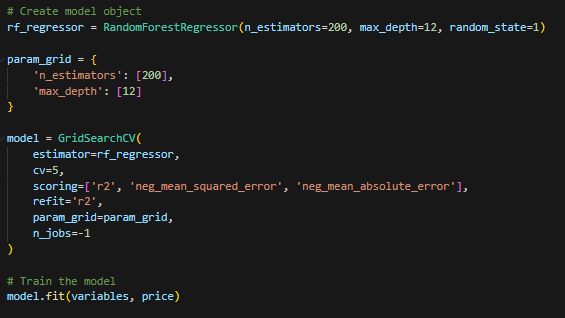 # Create model object
rf_regressor = RandomForestRegressor(n_estimators=200, max_depth=12, random_state=1)
param_grid = {
    'n_estimators': [200],
    'max_depth': [12]
}
model = GridSearchCV(
    estimator=rf_regressor,
    cv=5,
    scoring=['r2', 'neg_mean_squared_error', 'neg_mean_absolute_error'],
    refit='r2',
    param_grid=param_grid,
    n_jobs=-1
)
# Train the model
model.fit(variables, price)